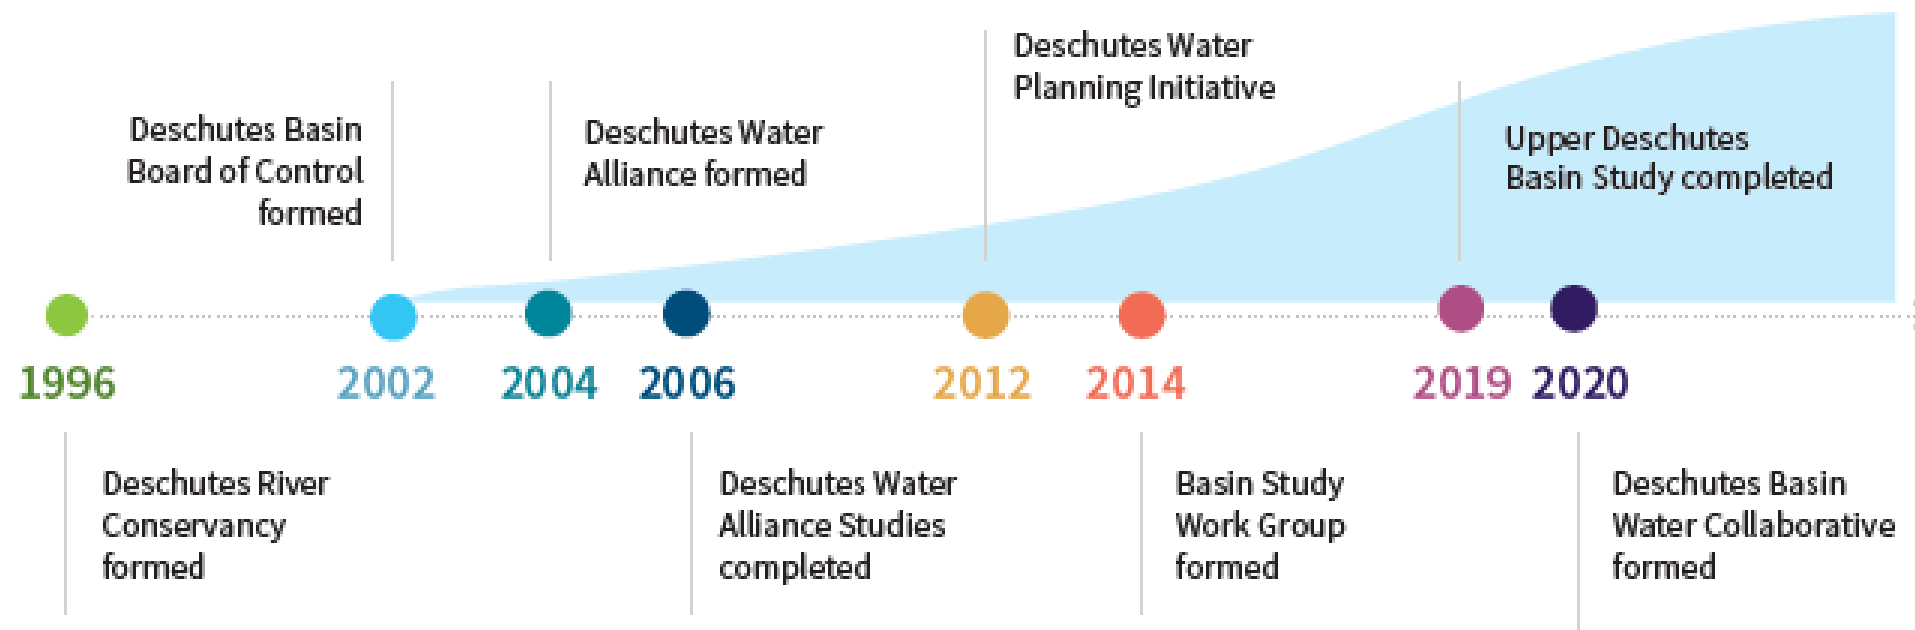 Deschutes Water
Planning Initiative
Deschutes Basin
Board of Control
formed
Deschutes Water
Alliance formed
Upper Deschutes
Basin Study completed
1996
2002
2004
2006
2012
2014
2019
2020
Deschutes River
Conservancy
formed
Deschutes Water
Alliance Studies
completed
Basin Study
Work Group
formed
Deschutes Basin
Water Collaborative
formed